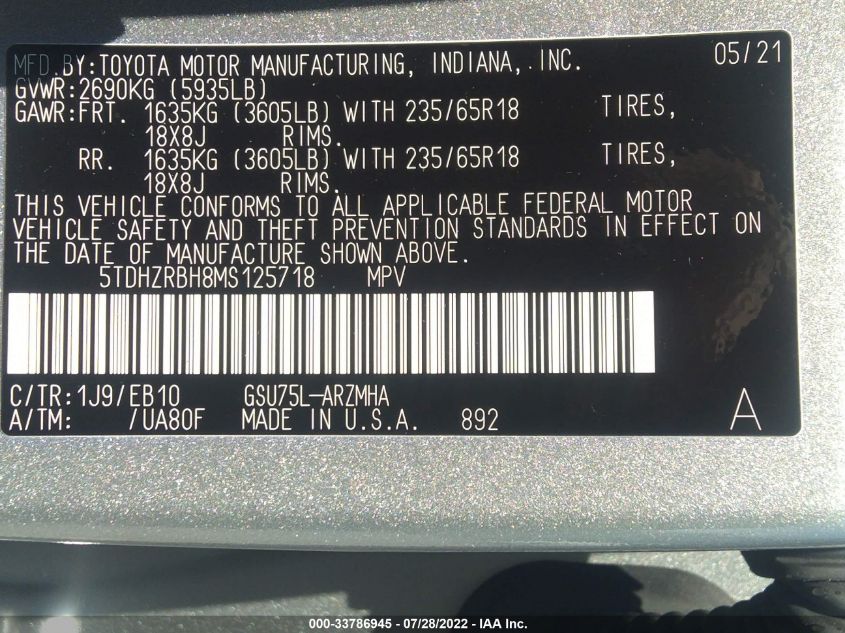 MFD.BY:TOYOTA MOTOR MANUFACTURING, INDIANA, INC. 05/21
GVWR:2690KG (5935LB)
GAWR:FRT. 1635KG (3605LB) WITH 235/65R18 TIRES,
18X8J RIMS.
RR. 1635KG (3605LB) WITH 235/65R18 TIRES,
18X8J RIMS.
THIS VEHICLE CONFORMS TO ALL APPLICABLE FEDERAL MOTOR
VEHICLE SAFETY AND THEFT PREVENTION STANDARDS IN EFFECT ON
THE DATE OF MANUFACTURE SHOWN ABOVE.
5TDHZRBH8MS125718 MPV
C/TR:1J9/EB10 GSU75L-ARZMHA
A/TM: /UA80F MADE IN U.S.A. 892 A
000-33786945 - 07/28/2022 - IAA Inc.